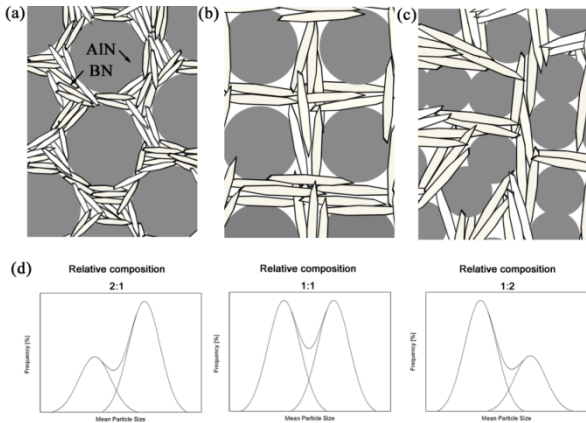 (a)
AlN
BN
(b)
(c)
(d)
Relative composition
2:1
Frequency [%]
Mean Particle Size
Relative composition
1:1
Frequency [%]
Mean Particle Size
Relative composition
1:2
Frequency [%]
Mean Particle Size